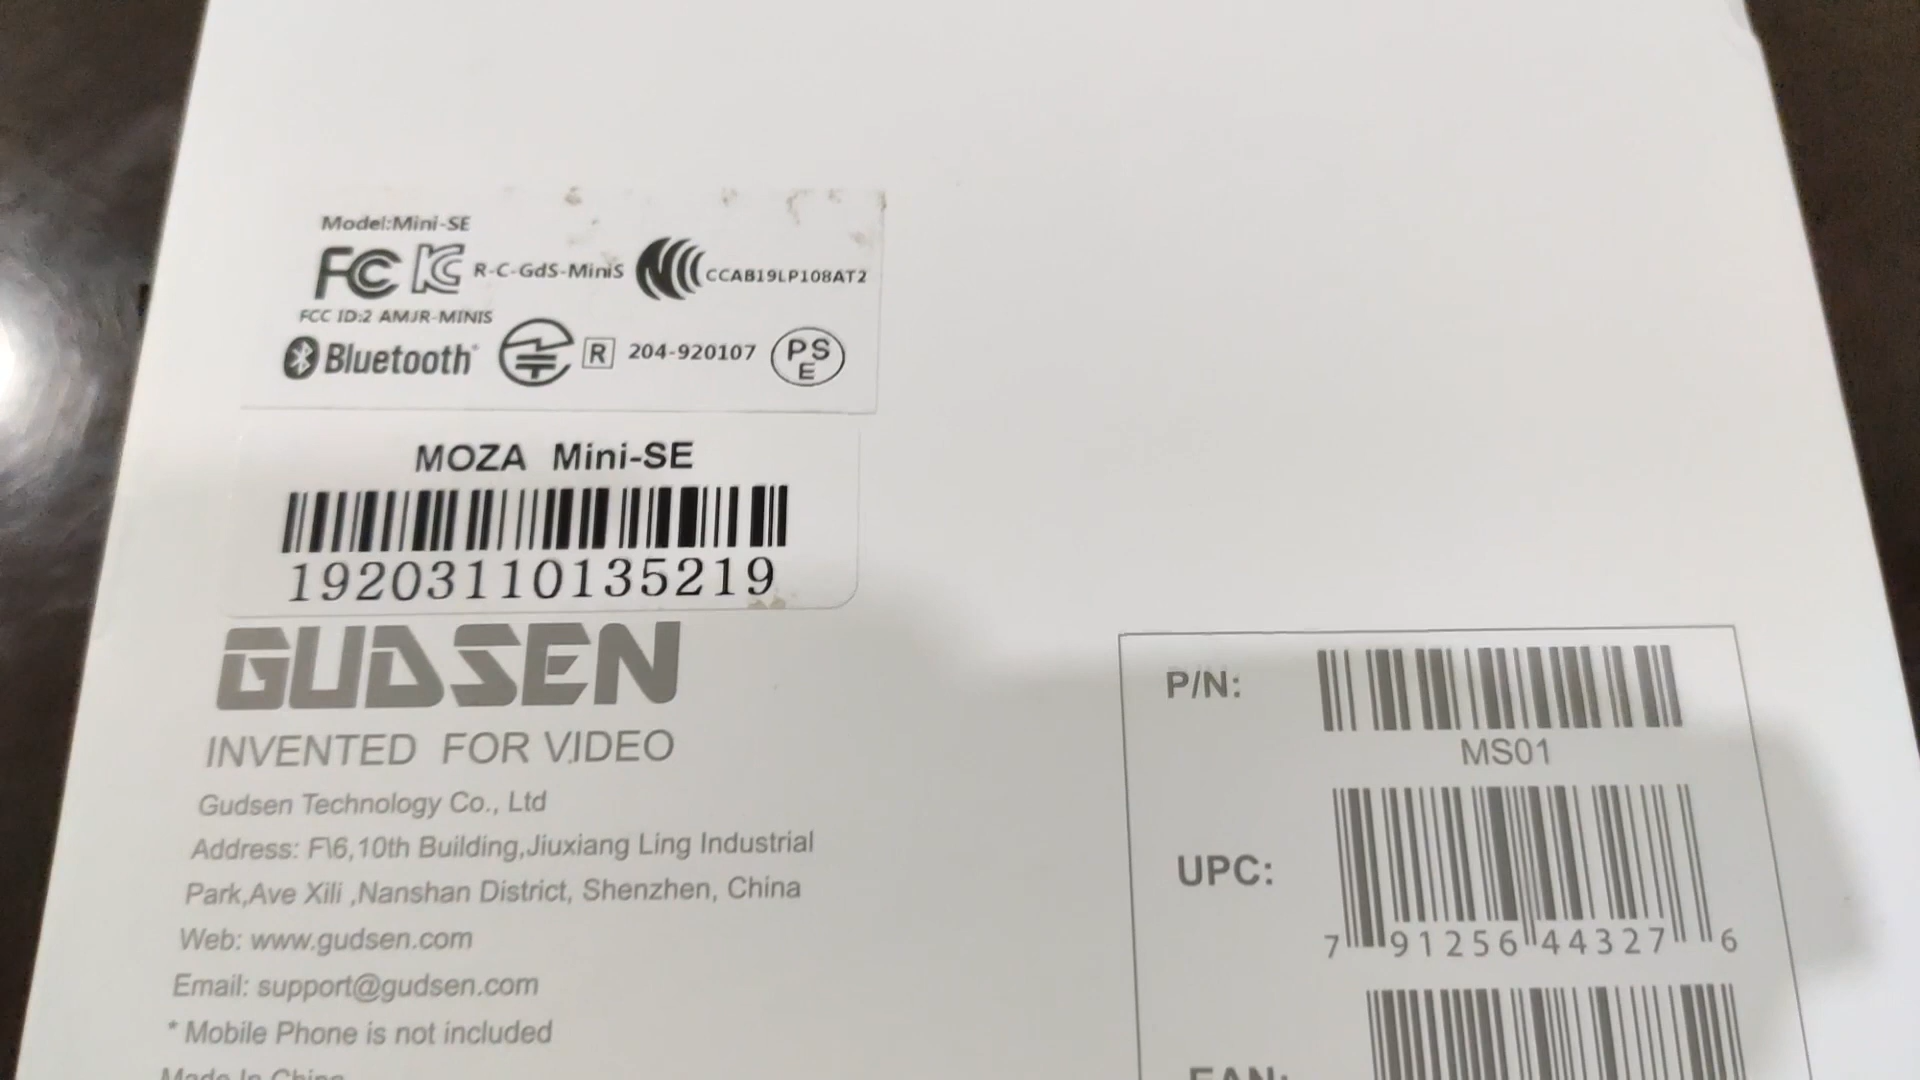 Model:Mini-SE
FC KC R-C-GdS-MiniS CCAB19LP108AT2
FCC ID:2 AMJR-MINIS
Bluetooth R 204-920107 PSE
MOZA Mini-SE
19203110135219
GUDSEN
INVENTED FOR VIDEO
Gudsen Technology Co., Ltd
Address: F\6,10th Building,Jiuxiang Ling Industrial
Park,Ave Xili ,Nanshan District, Shenzhen, China
Web: www.gudsen.com
Email: support@gudsen.com
* Mobile Phone is not included
Made In China
P/N:
MS01
UPC:
7 91256 44327 6
EAN: